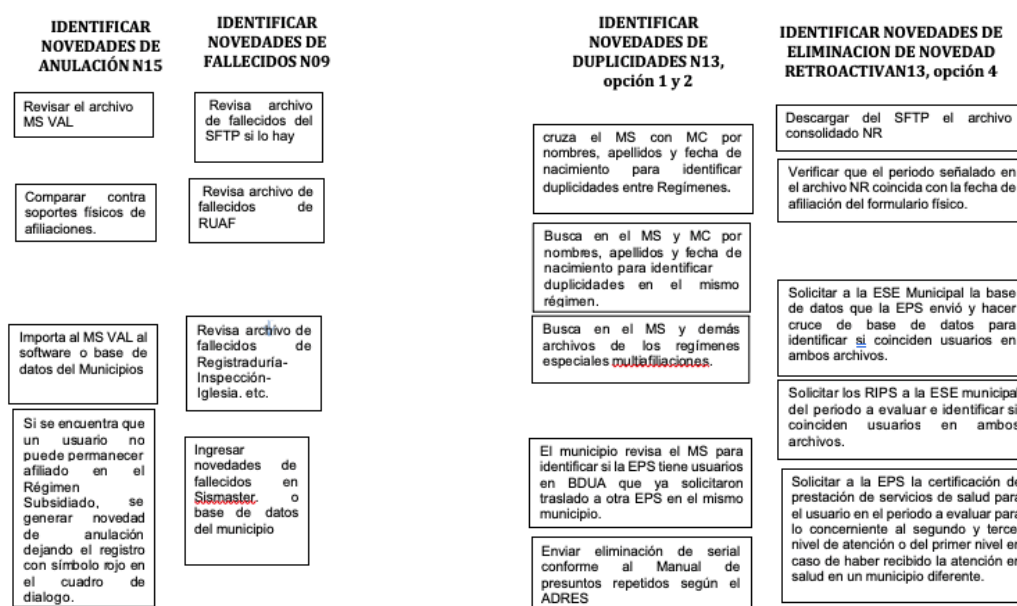 IDENTIFICAR
NOVEDADES DE
ANULACIÓN N15
Revisar el archivo
MS VAL
Comparar contra
soportes físicos de
afiliaciones.
Importa al MS VAL al
software o base de
datos del Municipios
Si se encuentra que
un usuario no
puede permanecer
afiliado en el
Régimen
Subsidiado, se
generar novedad
de anulación
dejando el registro
con símbolo rojo en
el cuadro de
dialogo.
IDENTIFICAR
NOVEDADES DE
FALLECIDOS N09
Revisa archivo
de fallecidos del
SFTP si lo hay
Revisa archivo de
fallecidos de
RUAF
Revisa archivo de
fallecidos de
Registraduría-
Inspección-
Iglesia. etc.
Ingresar
novedades de
fallecidos en
Sismaster o
base de datos
del municipio
IDENTIFICAR
NOVEDADES DE
DUPLICIDADES N13,
opción 1 y 2
cruza el MS con MC por
nombres, apellidos y fecha de
nacimiento para identificar
duplicidades entre Regímenes.
Busca en el MS y MC por
nombres, apellidos y fecha de
nacimiento para identificar
duplicidades en el mismo
régimen.
Busca en el MS y demás
archivos de los regímenes
especiales multiafiliaciones.
El municipio revisa el MS para
identificar si la EPS tiene usuarios
en BDUA que ya solicitaron
traslado a otra EPS en el mismo
municipio.
Enviar eliminación de serial
conforme al Manual de
presuntos repetidos según el
ADRES
IDENTIFICAR NOVEDADES DE
ELIMINACION DE NOVEDAD
RETROACTIVAN13, opción 4
Descargar del SFTP el archivo
consolidado NR
Verificar que el periodo señalado en
el archivo NR coincida con la fecha de
afiliación del formulario físico.
Solicitar a la ESE Municipal la base
de datos que la EPS envió y hacer
cruce de base de datos para
identificar si coinciden usuarios en
ambos archivos.
Solicitar los RIPS a la ESE municipal
del periodo a evaluar e identificar si
coinciden usuarios en ambos
archivos.
Solicitar a la EPS la certificación de
prestación de servicios de salud para
el usuario en el periodo a evaluar para
lo concerniente al segundo y tercer
nivel de atención o del primer nivel en
caso de haber recibido la atención en
salud en un municipio diferente.